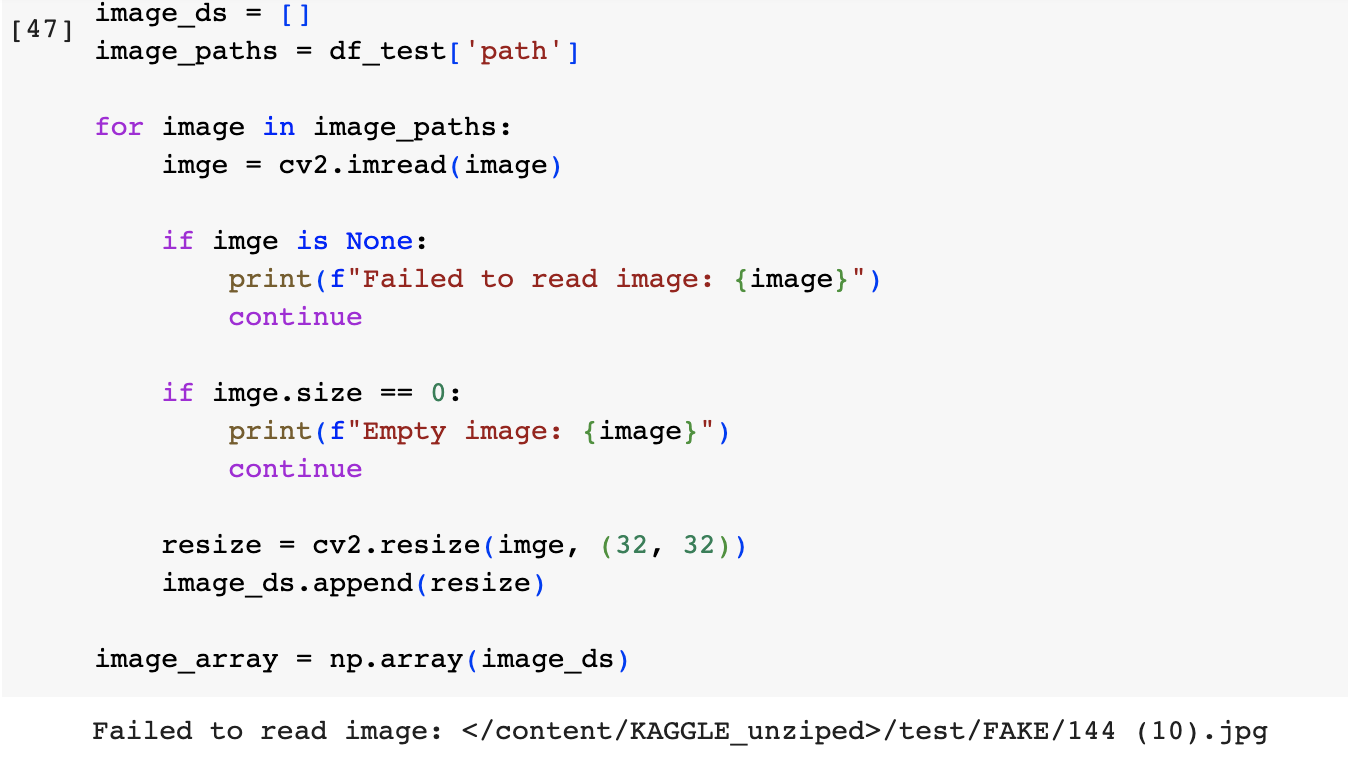 [47]
image_ds = []
image_paths = df_test['path']
for image in image_paths:
    imge = cv2.imread(image)
    if imge is None:
        print(f"Failed to read image: {image}")
        continue
    if imge.size == 0:
        print(f"Empty image: {image}")
        continue
    resize = cv2.resize(imge, (32, 32))
    image_ds.append(resize)
image_array = np.array(image_ds)
Failed to read image: </content/KAGGLE_unziped>/test/FAKE/144 (10).jpg